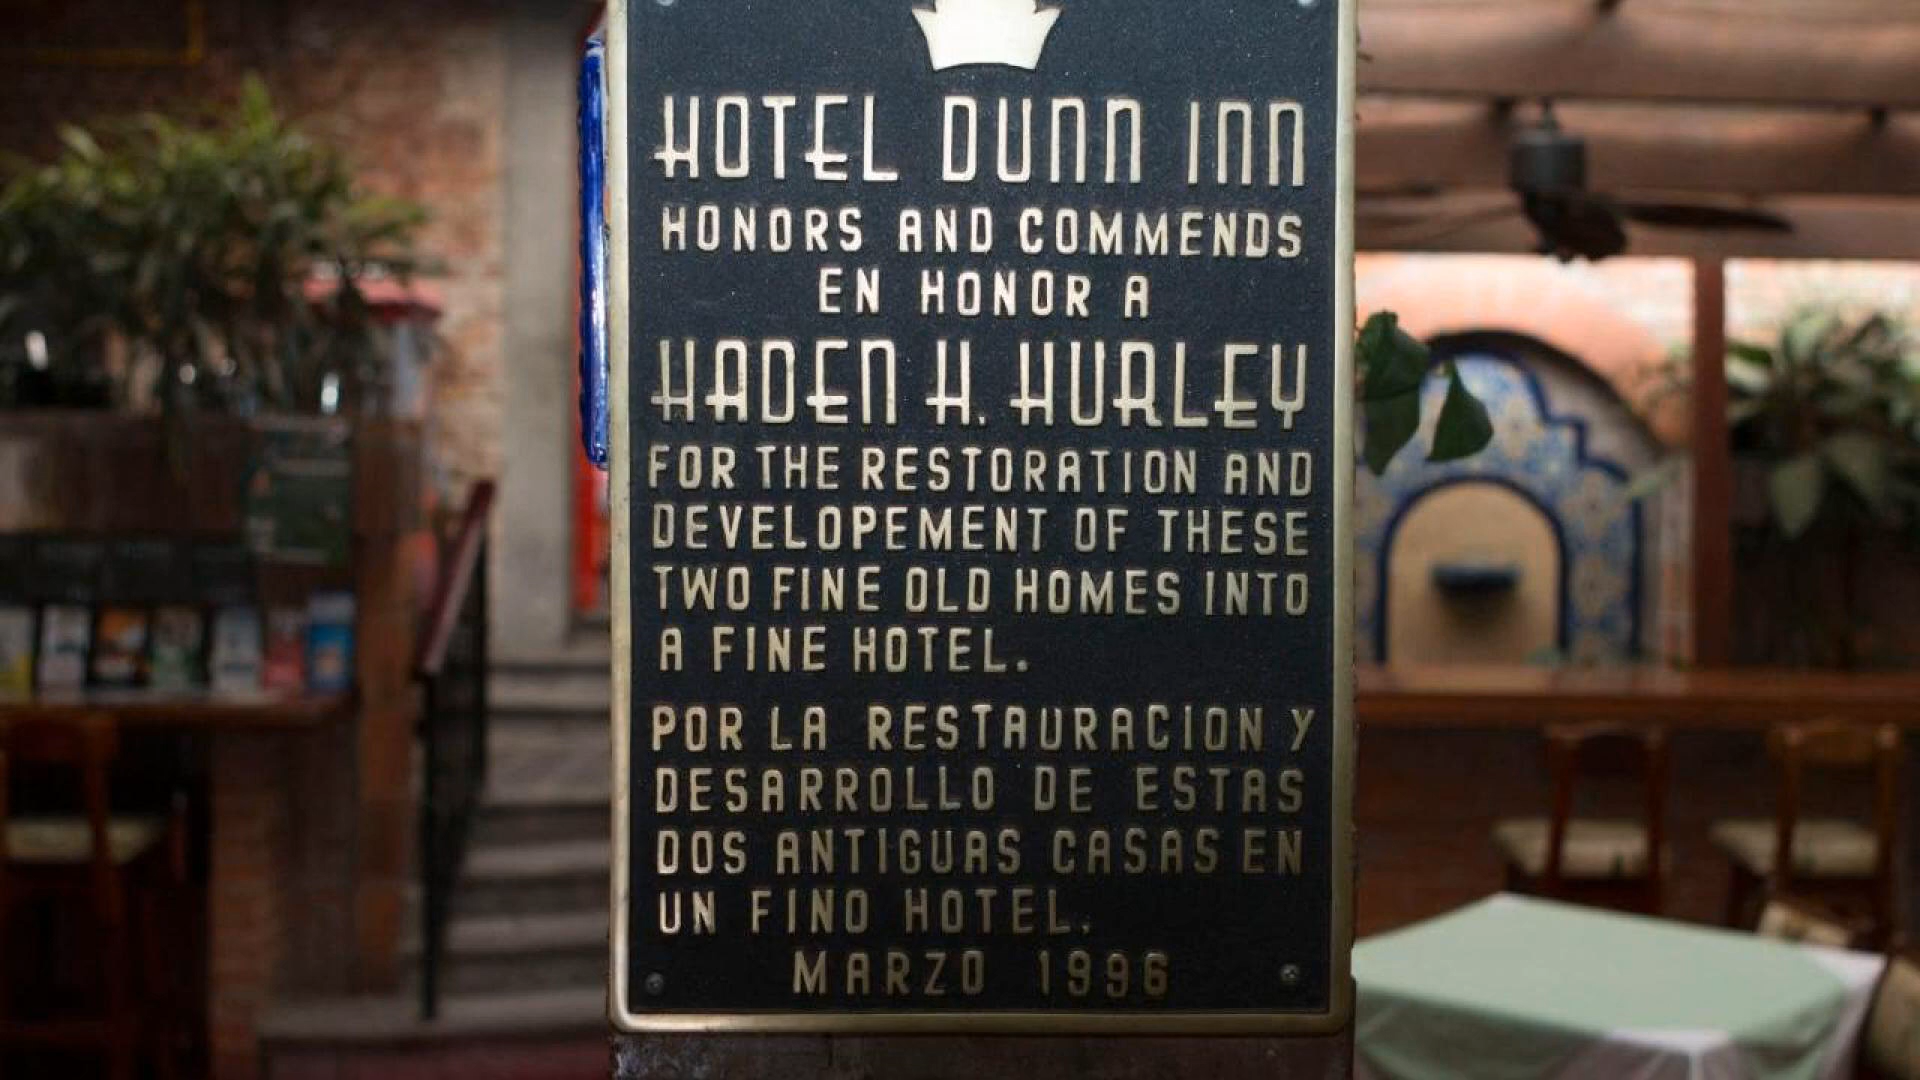 HOTEL DUNN INN
HONORS AND COMMENDS
EN HONOR A
HADEN H. HURLEY
FOR THE RESTORATION AND
DEVELOPEMENT OF THESE
TWO FINE OLD HOMES INTO
A FINE HOTEL.
POR LA RESTAURACION Y
DESARROLLO DE ESTAS
DOS ANTIGUAS CASAS EN
UN FINO HOTEL.
MARZO 1996